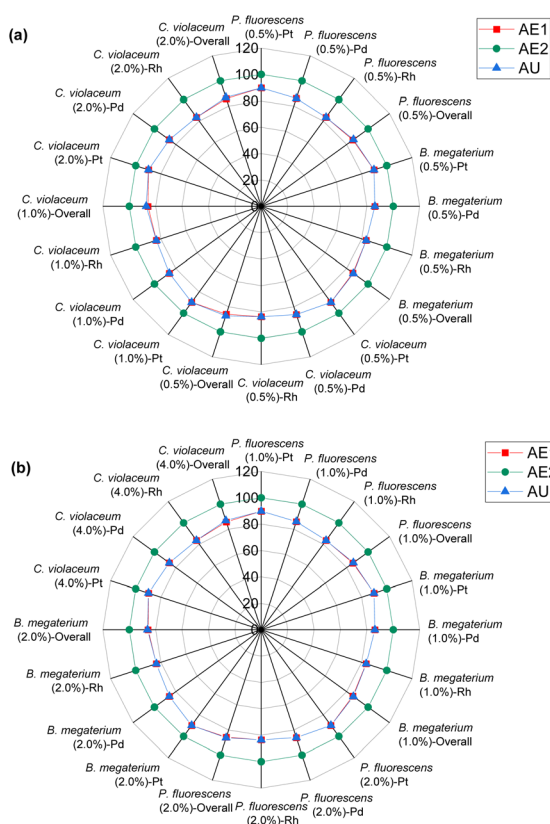 (a)
AE1
AE2
AU
120
100
80
60
40
20
P. fluorescens
(0.5%)-Pt
P. fluorescens
(0.5%)-Pd
P. fluorescens
(0.5%)-Rh
P. fluorescens
(0.5%)-Overall
B. megaterium
(0.5%)-Pt
B. megaterium
(0.5%)-Pd
B. megaterium
(0.5%)-Rh
B. megaterium
(0.5%)-Overall
C. violaceum
(0.5%)-Pt
C. violaceum
(0.5%)-Pd
C. violaceum
(0.5%)-Rh
C. violaceum
(0.5%)-Overall
C. violaceum
(1.0%)-Pt
C. violaceum
(1.0%)-Pd
C. violaceum
(1.0%)-Rh
C. violaceum
(1.0%)-Overall
C. violaceum
(2.0%)-Pt
C. violaceum
(2.0%)-Pd
C. violaceum
(2.0%)-Rh
C. violaceum
(2.0%)-Overall
(b)
AE
AE2
AU
120
100
80
60
40
20
P. fluorescens
(1.0%)-Pt
P. fluorescens
(1.0%)-Pd
P. fluorescens
(1.0%)-Rh
P. fluorescens
(1.0%)-Overall
B. megaterium
(1.0%)-Pt
B. megaterium
(1.0%)-Pd
B. megaterium
(1.0%)-Rh
B. megaterium
(1.0%)-Overall
P. fluorescens
(2.0%)-Pt
P. fluorescens
(2.0%)-Pd
P. fluorescens
(2.0%)-Rh
P. fluorescens
(2.0%)-Overall
B. megaterium
(2.0%)-Pt
B. megaterium
(2.0%)-Pd
B. megaterium
(2.0%)-Rh
B. megaterium
(2.0%)-Overall
C. violaceum
(4.0%)-Pt
C. violaceum
(4.0%)-Pd
C. violaceum
(4.0%)-Rh
C. violaceum
(4.0%)-Overall